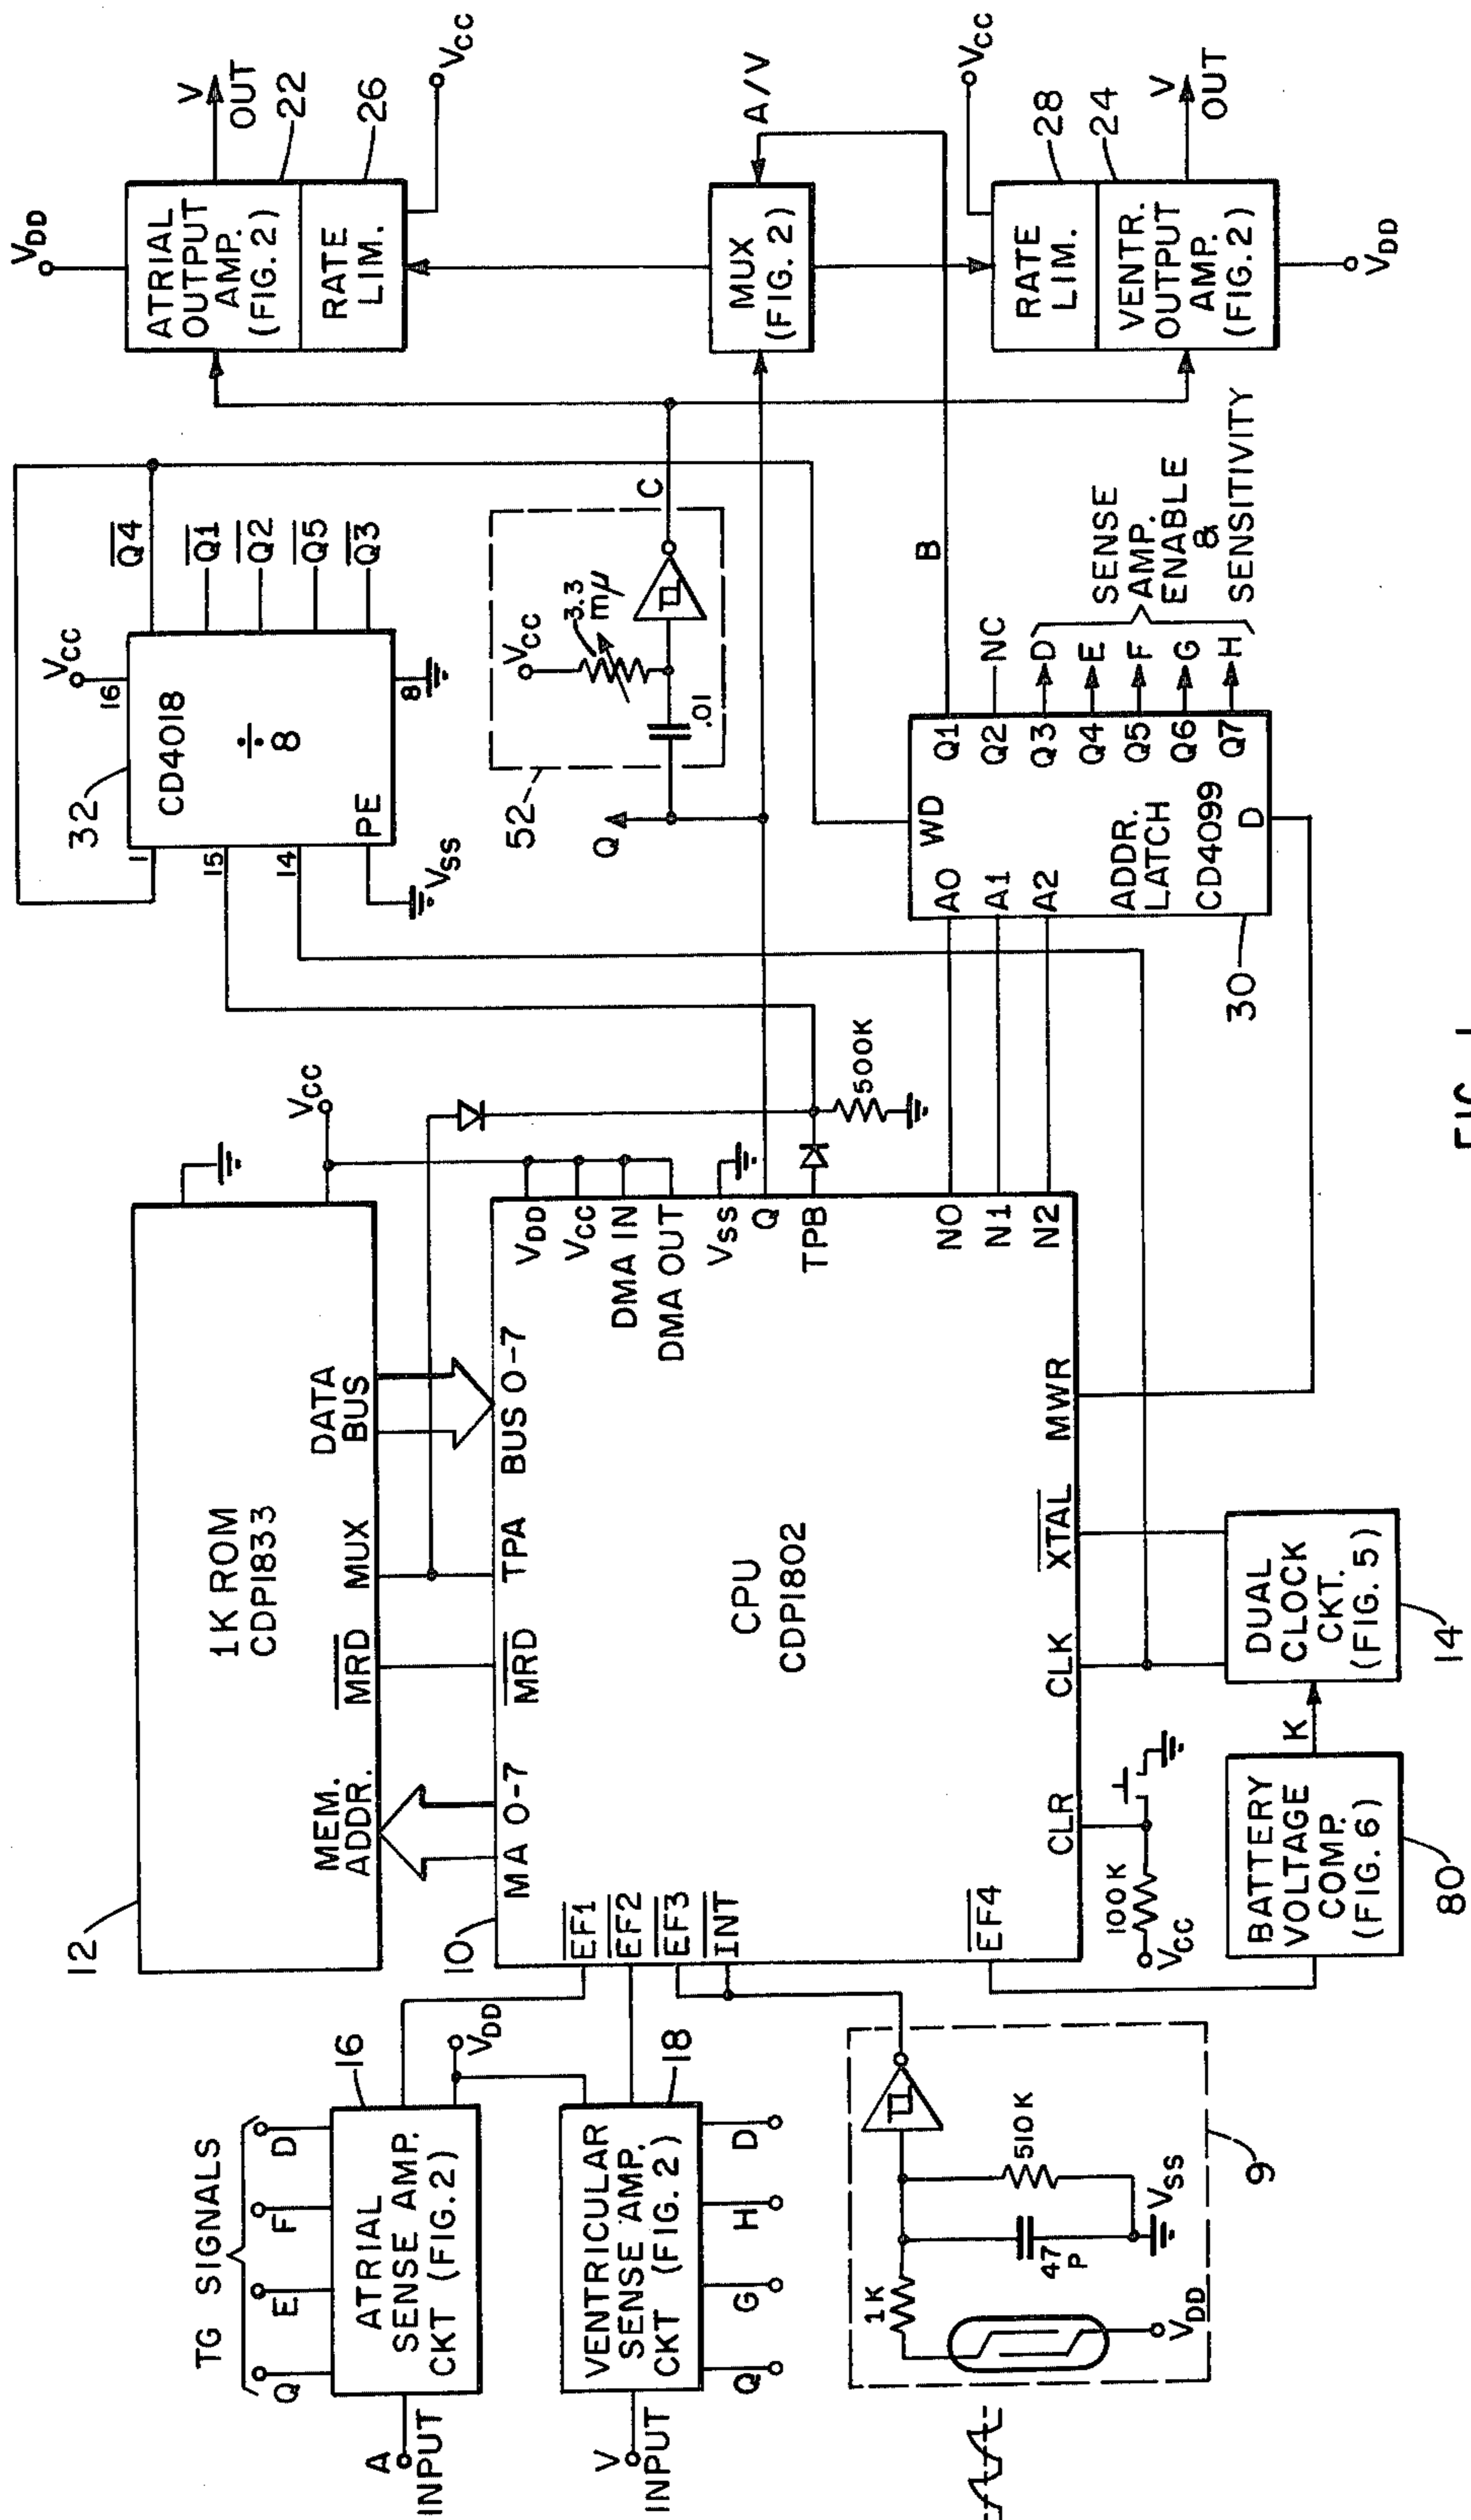 12
1K ROM
CDP1833
MEM.
ADDR.
MRD
MUX
DATA
BUS
VCC
10
MA 0-7
MRD
TPA
BUS 0-7
CPU
CDP1802
EF1
EF2
EF3
INT
EF4
VDD
VCC
DMA IN
DMA OUT
VSS
Q
TPB
N0
N1
N2
CLR
CLK
XTAL
MWR
500K
100K
VCC
BATTERY
VOLTAGE
COMP.
(FIG. 6)
80
K
DUAL
CLOCK
CKT.
(FIG. 5)
14
TG SIGNALS
Q
E
F
D
16
A
INPUT
ATRIAL
SENSE AMP.
CKT (FIG.2)
VDD
V
INPUT
VENTRICULAR
SENSE AMP.
CKT (FIG. 2)
18
Q
G
H
D
1K
47
P
510K
VSS
VDD
9
32
1
15
14
16
VCC
CD4018
÷8
PE
8
VSS
Q4
Q1
Q2
Q5
Q3
52
Q
VCC
3.3
mμ
.01
C
B
30
WD
A0
A1
A2
ADDR.
LATCH
CD4099
D
Q1
Q2
Q3
Q4
Q5
Q6
Q7
NC
D
E
F
G
H
SENSE
AMP.
ENABLE
&
SENSITIVITY
VDD
ATRIAL
OUTPUT
AMP.
(FIG.2)
RATE
LIM.
V
OUT
22
26
VCC
MUX
(FIG. 2)
A/V
VCC
RATE
LIM.
VENTR.
OUTPUT
AMP.
(FIG.2)
28
24
V
OUT
VDD